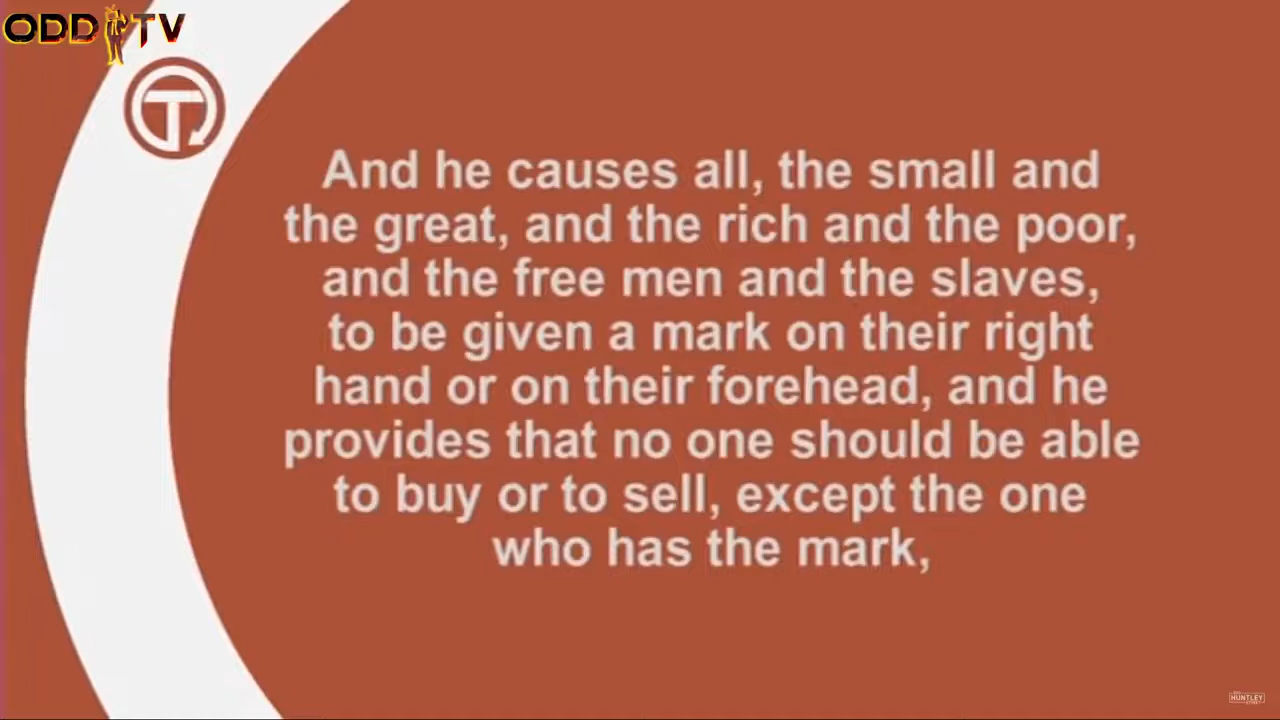 ODD TV
T
And he causes all, the small and
the great, and the rich and the poor,
and the free men and the slaves,
to be given a mark on their right
hand or on their forehead, and he
provides that no one should be able
to buy or to sell, except the one
who has the mark,
HUNTLEY